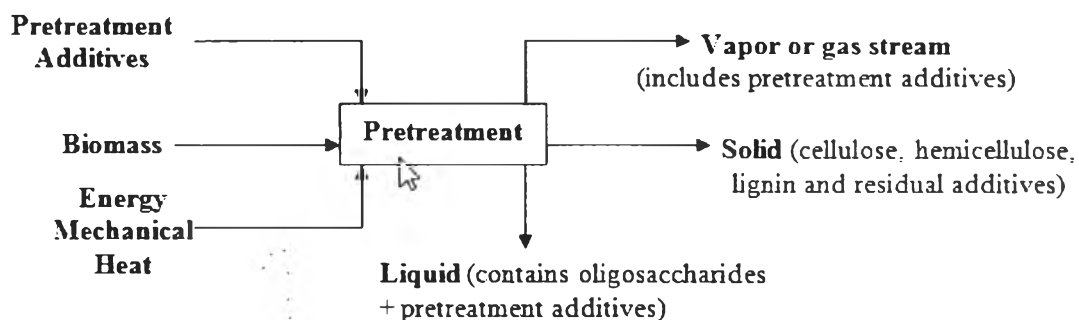 Pretreatment
Additives
Biomass
Energy
Mechanical
Heat
Pretreatment
Vapor or gas stream
(includes pretreatment additives)
Solid (cellulose, hemicellulose,
lignin and residual additives)
Liquid (contains oligosaccharides
+ pretreatment additives)